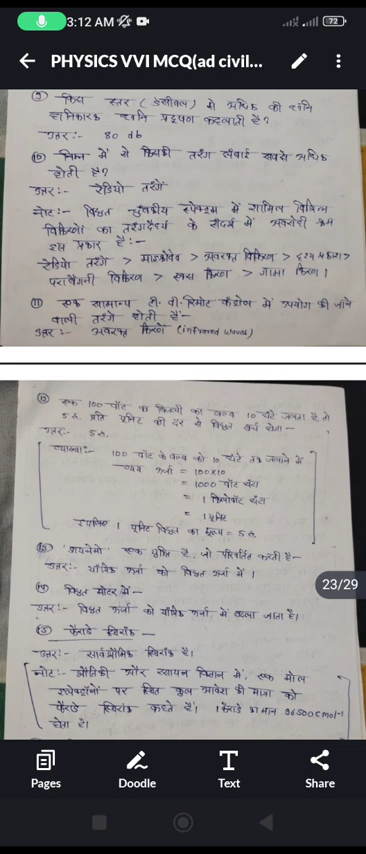 3:12 AM
72
PHYSICS VVI MCQ(ad civil...
⑨ किस स्तर (डेसीबल) से अधिक की ध्वनि
हानिकारक ध्वनि प्रदूषण कहलाती है?
उत्तर:- 80 db
⑩ निम्न में से किसकी तरंग लंबाई सबसे अधिक
होती है?
उत्तर:- रेडियो तरंगें
नोट:- विद्युत चुंबकीय स्पेक्ट्रम में शामिल विभिन्न
विकिरणों का तरंगदैर्ध्य के संदर्भ में अवरोही क्रम
इस प्रकार है:-
रेडियो तरंग > माइक्रोवेव > अवरक्त विकिरण > दृश्य प्रकाश >
पराबैंगनी विकिरण > एक्स किरण > गामा किरण।
⑪ एक सामान्य टी.वी. रिमोट कंट्रोल में उपयोग की जाने
वाली तरंगें होती हैं-
उत्तर:- अवरक्त किरणें (infrared waves)
⑫ एक 100 वॉट का बिजली का बल्ब 10 घंटे जलता है, तो
5 रु. प्रति यूनिट की दर से विद्युत खर्च होगा-
उत्तर:- 5 रु.
व्याख्या:- 100 वॉट के बल्ब को 10 घंटे तक जलाने में
व्यय ऊर्जा = 100×10
= 1000 वॉट घंटा
= 1 किलोवॉट घंटा
= 1 यूनिट
इसलिए 1 यूनिट विद्युत का मूल्य = 5 रु.
⑬ डायनेमो एक युक्ति है, जो परिवर्तित करती है-
उत्तर:- यांत्रिक ऊर्जा को विद्युत ऊर्जा में।
⑭ विद्युत मोटर में-
उत्तर:- विद्युत ऊर्जा को यांत्रिक ऊर्जा में बदला जाता है।
⑮ फैराडे स्थिरांक —
उत्तर:- सार्वभौमिक स्थिरांक है।
नोट:- भौतिकी और रसायन विज्ञान में, एक मोल
इलेक्ट्रॉनों पर स्थित कुल आवेश की मात्रा को
फैराडे स्थिरांक कहते हैं। 1 फैराडे का मान 96500 C mol-1
होता है।
23/29
Pages
Doodle
Text
Share